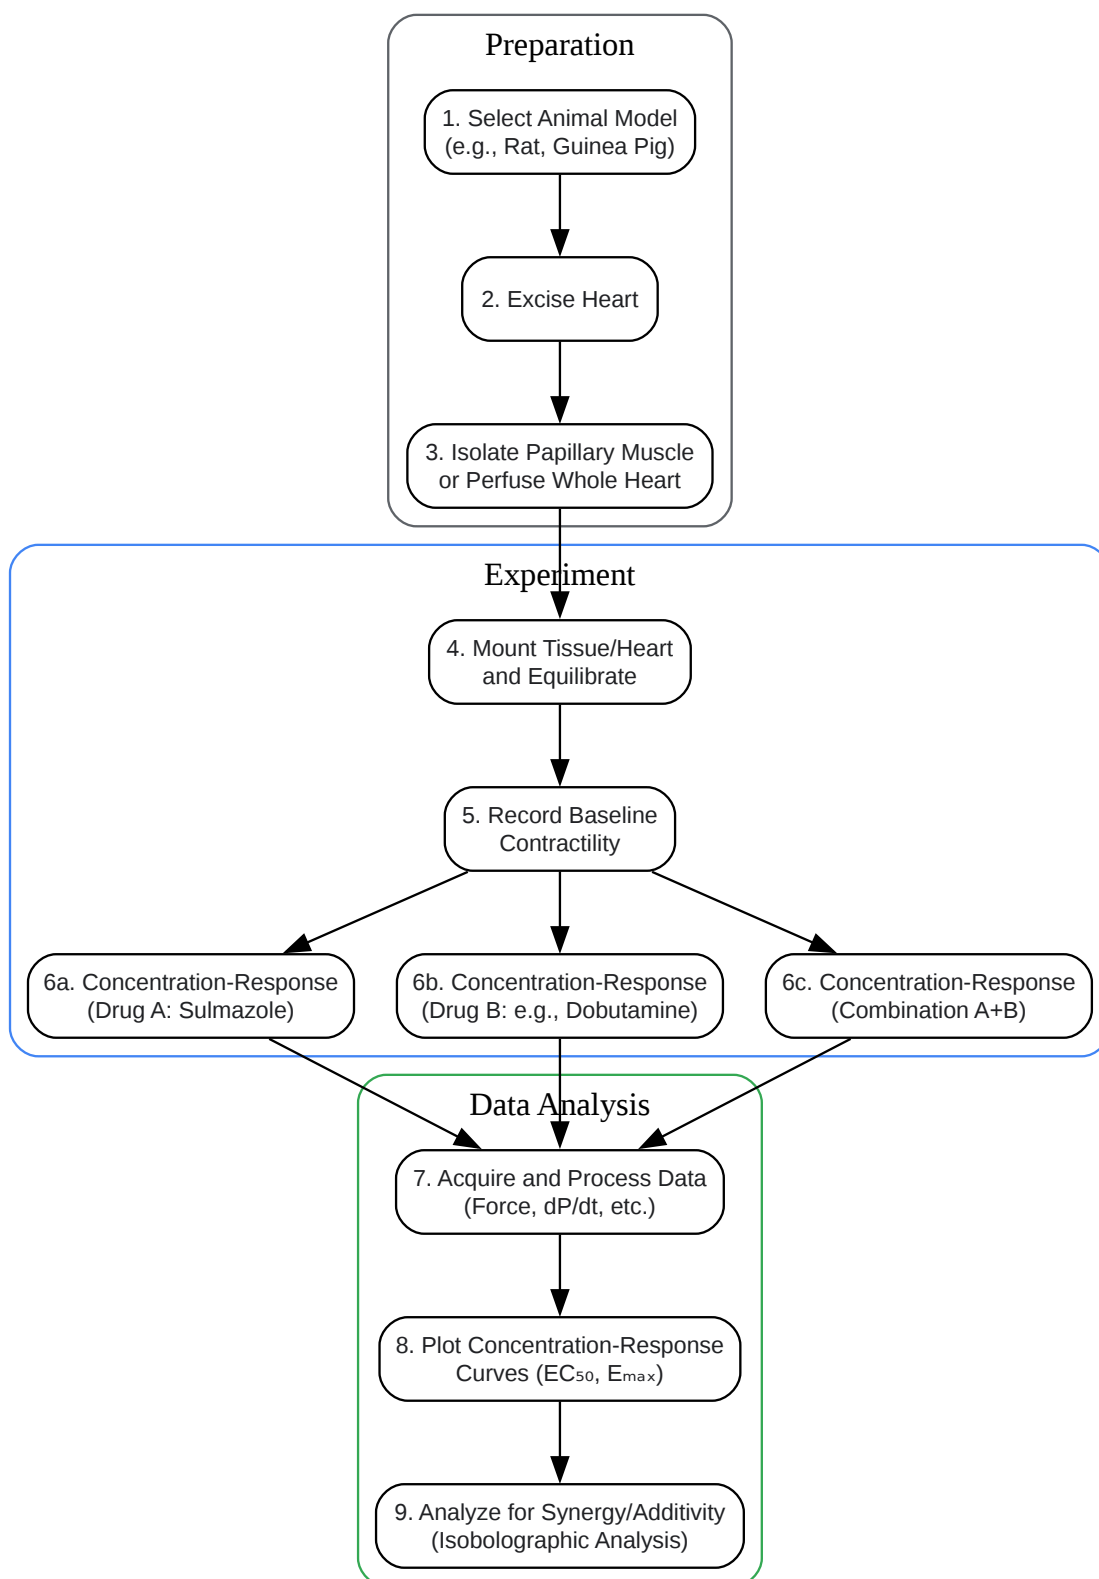 Preparation
1. Select Animal Model
(e.g., Rat, Guinea Pig)
2. Excise Heart
3. Isolate Papillary Muscle
or Perfuse Whole Heart
Experiment
4. Mount Tissue/Heart
and Equilibrate
5. Record Baseline
Contractility
6a. Concentration-Response
(Drug A: Sulmazole)
6b. Concentration-Response
(Drug B: e.g., Dobutamine)
6c. Concentration-Response
(Combination A+B)
Data Analysis
7. Acquire and Process Data
(Force, dP/dt, etc.)
8. Plot Concentration-Response
Curves (EC₅₀, Eₘₐₓ)
9. Analyze for Synergy/Additivity
(Isobolographic Analysis)